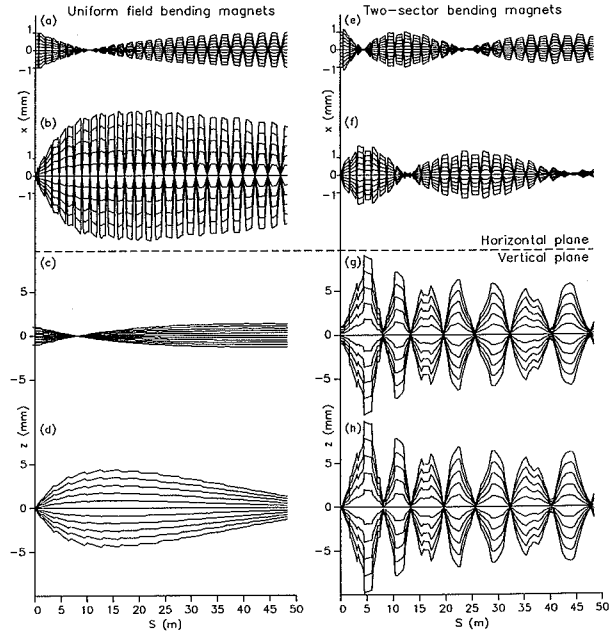 Uniform field bending magnets
Two-sector bending magnets
(a)
1
0
-1
(b)
1
0
-1
x (mm)
(c)
5
0
-5
(d)
5
0
-5
z (mm)
0 5 10 15 20 25 30 35 40 45 50
S (m)
(e)
1
0
-1
(f)
1
0
-1
x (mm)
Horizontal plane
Vertical plane
(g)
5
0
-5
(h)
5
0
-5
z (mm)
0 5 10 15 20 25 30 35 40 45 50
S (m)